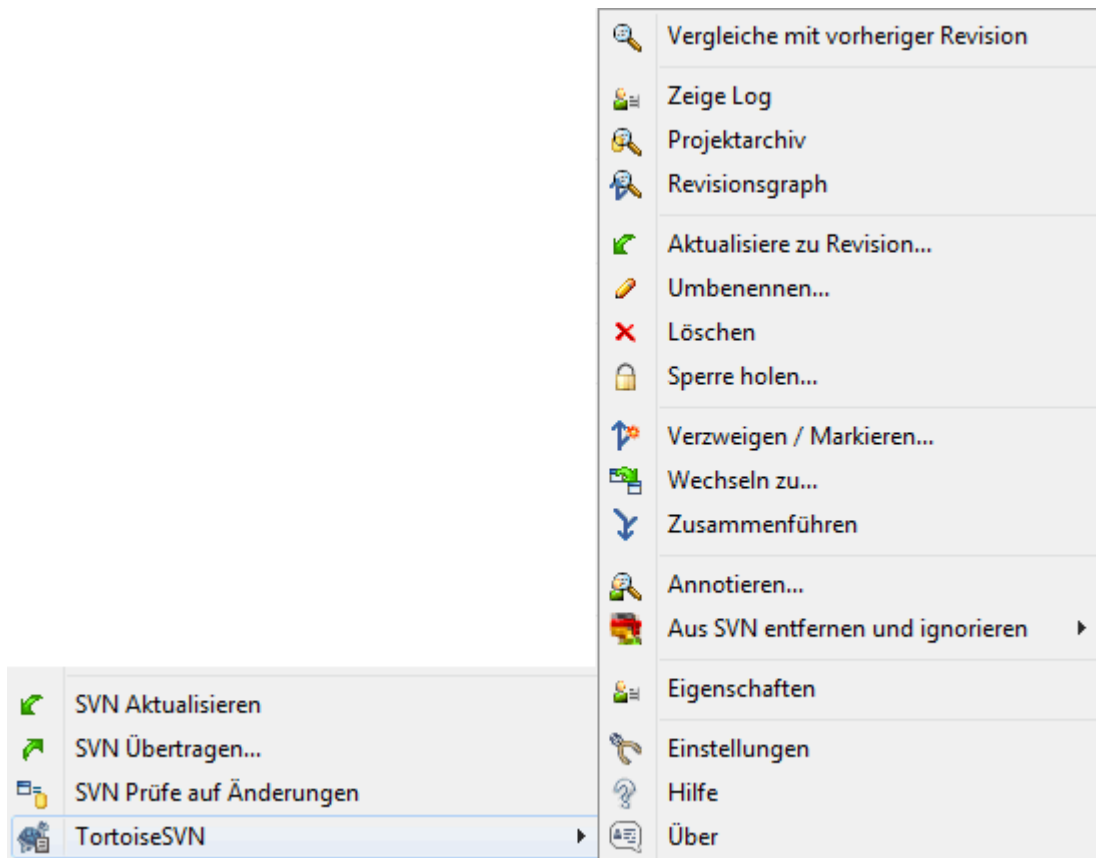 Vergleiche mit vorheriger Revision
Zeige Log
Projektarchiv
Revisionsgraph
Aktualisiere zu Revision...
Umbenennen...
Löschen
Sperre holen...
Verzweigen / Markieren...
Wechseln zu...
Zusammenführen
Annotieren...
Aus SVN entfernen und ignorieren
Eigenschaften
Einstellungen
Hilfe
Über
SVN Aktualisieren
SVN Übertragen...
SVN Prüfe auf Änderungen
TortoiseSVN